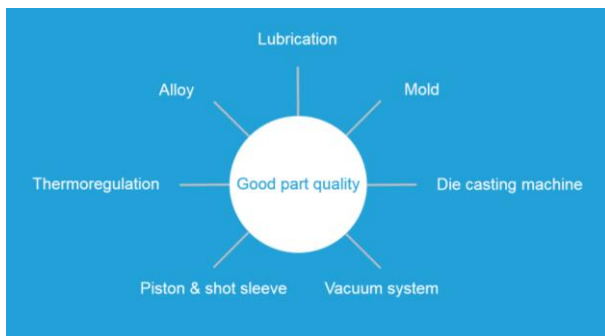 Lubrication
Alloy
Mold
Thermoregulation
Good part quality
Die casting machine
Piston & shot sleeve
Vacuum system